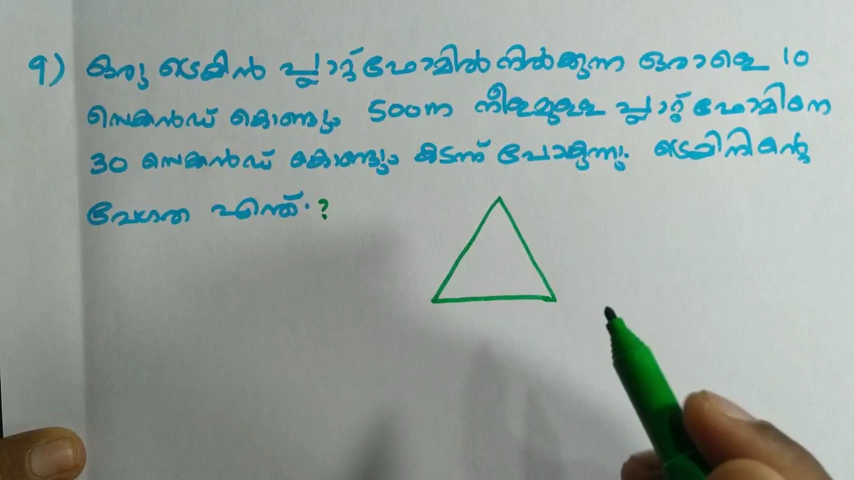 9) ഒരു ട്രെയിൻ പ്ലാറ്റ്ഫോമിൽ നിൽക്കുന്ന ഒരാളെ 10
സെക്കൻഡ് കൊണ്ടും 500m നീളമുള്ള പ്ലാറ്റ്ഫോമിനെ
30 സെക്കൻഡ് കൊണ്ടും കടന്ന് പോകുന്നു. ട്രെയിനിന്റെ
വേഗത എന്ത്.?